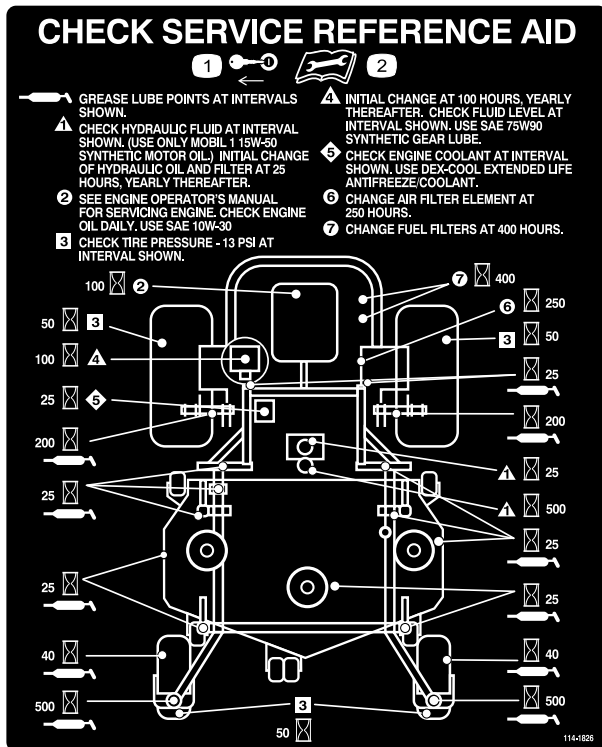 CHECK SERVICE REFERENCE AID
1
2
GREASE LUBE POINTS AT INTERVALS
SHOWN.
1 CHECK HYDRAULIC FLUID AT INTERVAL
SHOWN. (USE ONLY MOBIL 1 15W-50
SYNTHETIC MOTOR OIL.) INITIAL CHANGE
OF HYDRAULIC OIL AND FILTER AT 25
HOURS, YEARLY THEREAFTER.
2 SEE ENGINE OPERATOR'S MANUAL
FOR SERVICING ENGINE. CHECK ENGINE
OIL DAILY. USE SAE 10W-30
3 CHECK TIRE PRESSURE - 13 PSI AT
INTERVAL SHOWN.
4 INITIAL CHANGE AT 100 HOURS, YEARLY
THEREAFTER. CHECK FLUID LEVEL AT
INTERVAL SHOWN. USE SAE 75W90
SYNTHETIC GEAR LUBE.
5 CHECK ENGINE COOLANT AT INTERVAL
SHOWN. USE DEX-COOL EXTENDED LIFE
ANTIFREEZE/COOLANT.
6 CHANGE AIR FILTER ELEMENT AT
250 HOURS.
7 CHANGE FUEL FILTERS AT 400 HOURS.
100 2
50 3
100 4
25 5
200
25
25
40
500
7 400
6 250
3 50
25
200
1 25
1 500
25
25
40
500
3
50
114-1826